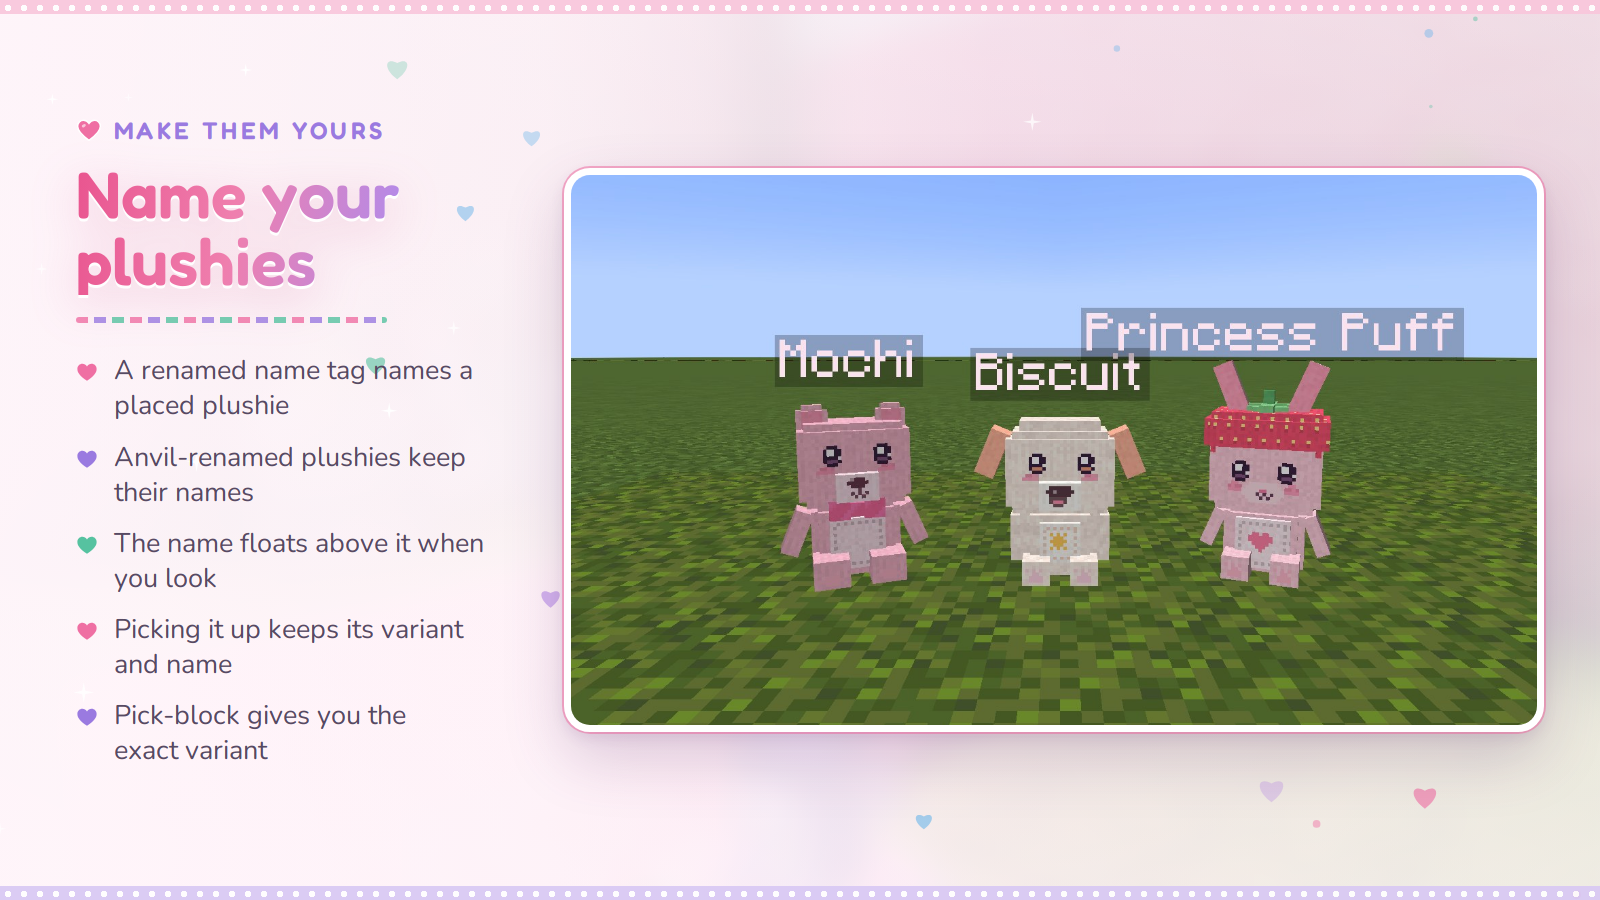 MAKE THEM YOURS
Name your
plushies
A renamed name tag names a
placed plushie
Anvil-renamed plushies keep
their names
The name floats above it when
you look
Picking it up keeps its variant
and name
Pick-block gives you the
exact variant
Mochi
Biscuit
Princess Puff